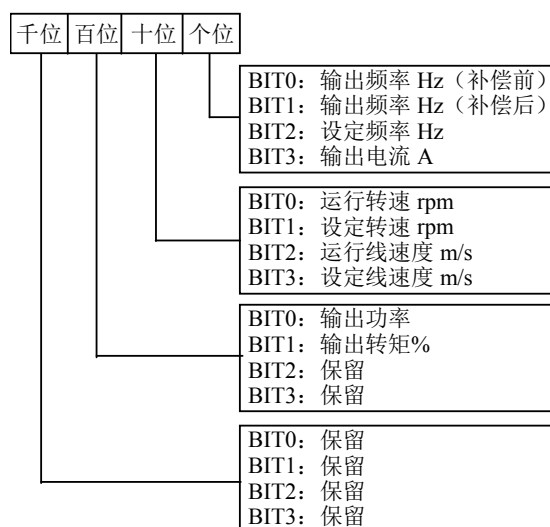 千位 百位 十位 个位
BIT0：输出频率 Hz（补偿前）
BIT1：输出频率 Hz（补偿后）
BIT2：设定频率 Hz
BIT3：输出电流 A
BIT0：运行转速 rpm
BIT1：设定转速 rpm
BIT2：运行线速度 m/s
BIT3：设定线速度 m/s
BIT0：输出功率
BIT1：输出转矩%
BIT2：保留
BIT3：保留
BIT0：保留
BIT1：保留
BIT2：保留
BIT3：保留